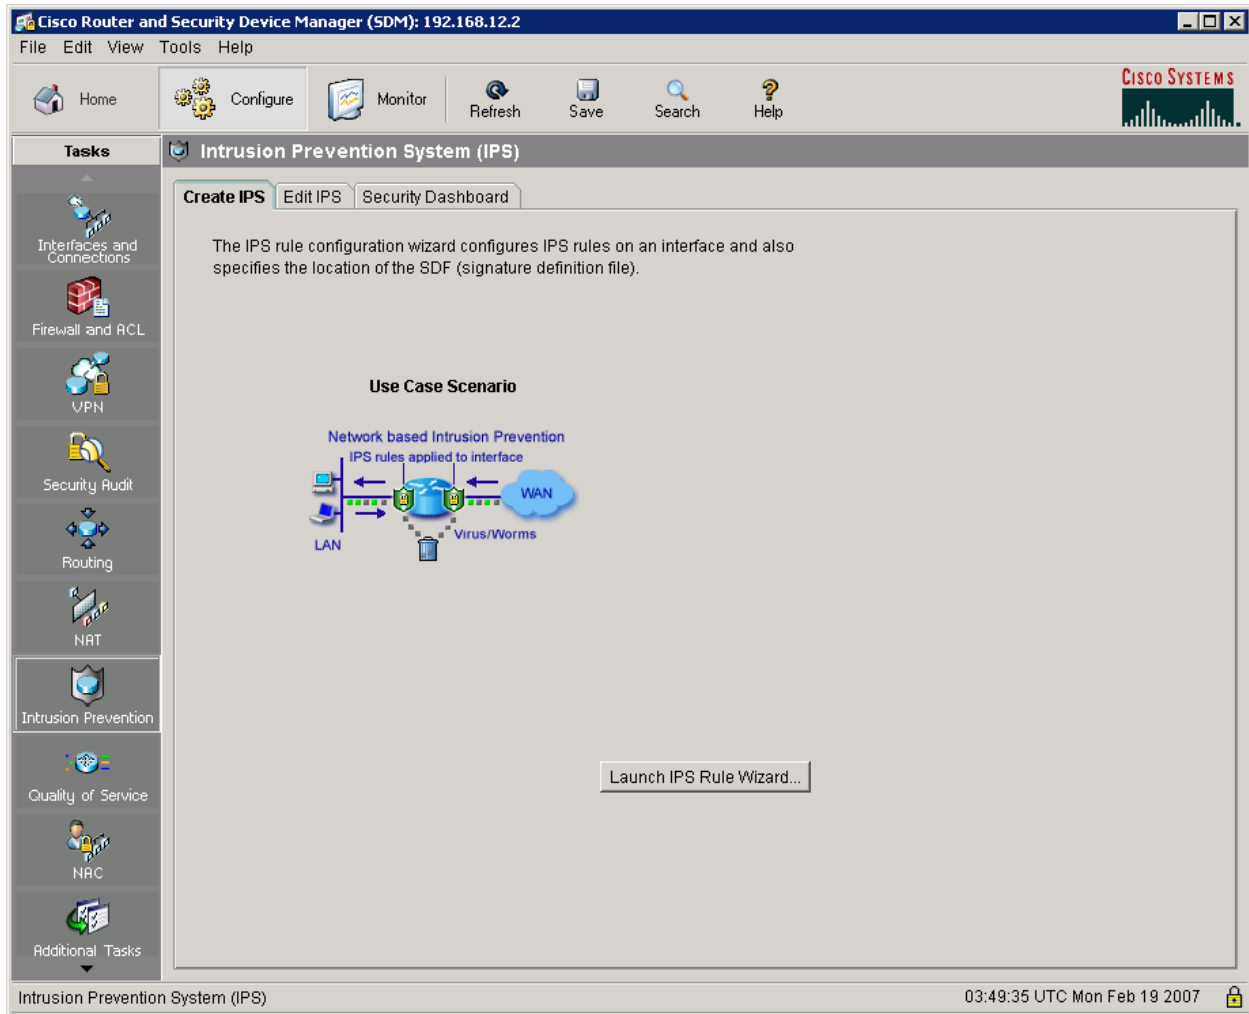 Cisco Router and Security Device Manager (SDM): 192.168.12.2
File Edit View Tools Help
Home Configure Monitor Refresh Save Search Help
CISCO SYSTEMS
Tasks
Intrusion Prevention System (IPS)
Create IPS Edit IPS Security Dashboard
Interfaces and
Connections
Firewall and ACL
VPN
Security Audit
Routing
NAT
Intrusion Prevention
Quality of Service
NAC
Additional Tasks
The IPS rule configuration wizard configures IPS rules on an interface and also
specifies the location of the SDF (signature definition file).
Use Case Scenario
Network based Intrusion Prevention
IPS rules applied to interface
WAN
Virus/Worms
LAN
Launch IPS Rule Wizard...
Intrusion Prevention System (IPS) 03:49:35 UTC Mon Feb 19 2007